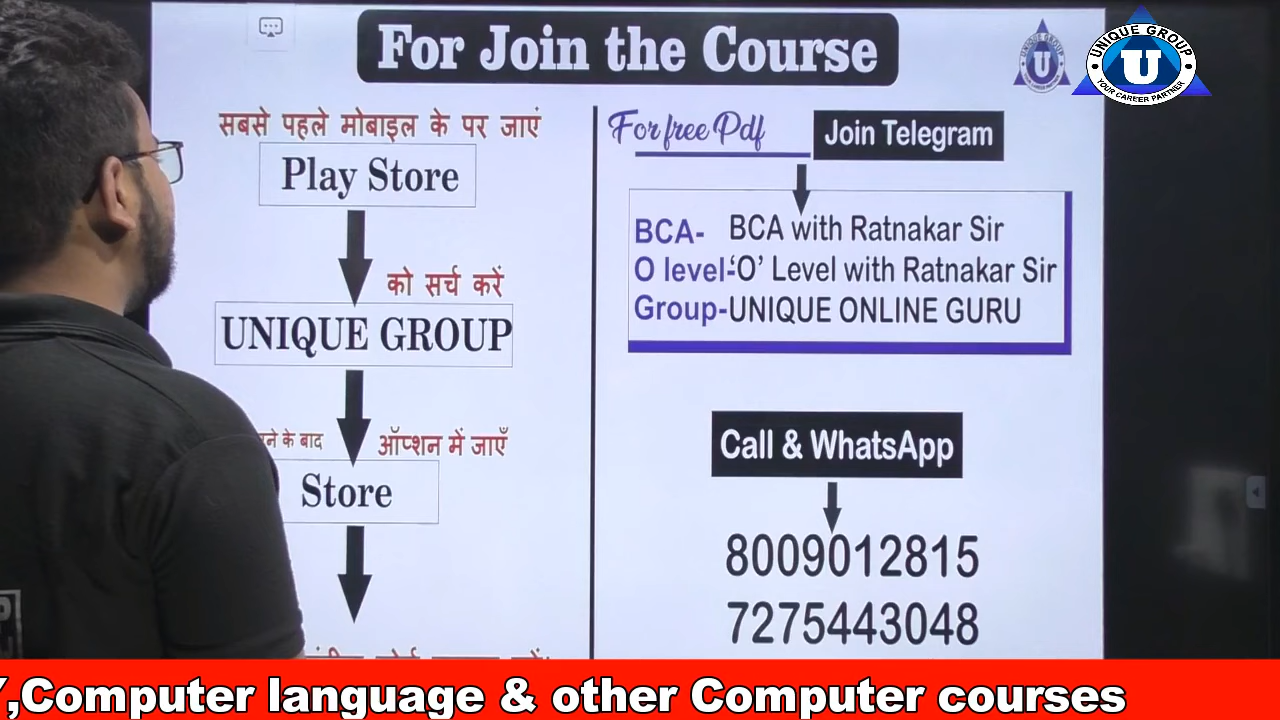 For Join the Course
UNIQUE GROUP
U
YOUR CAREER PARTNER
U
सबसे पहले मोबाइल के पर जाएं
Play Store
को सर्च करें
UNIQUE GROUP
के बाद
ऑप्शन में जाएँ
Store
For free Pdf
Join Telegram
BCA- BCA with Ratnakar Sir
O level-‘O’ Level with Ratnakar Sir
Group-UNIQUE ONLINE GURU
Call & WhatsApp
8009012815
7275443048
,Computer language & other Computer courses